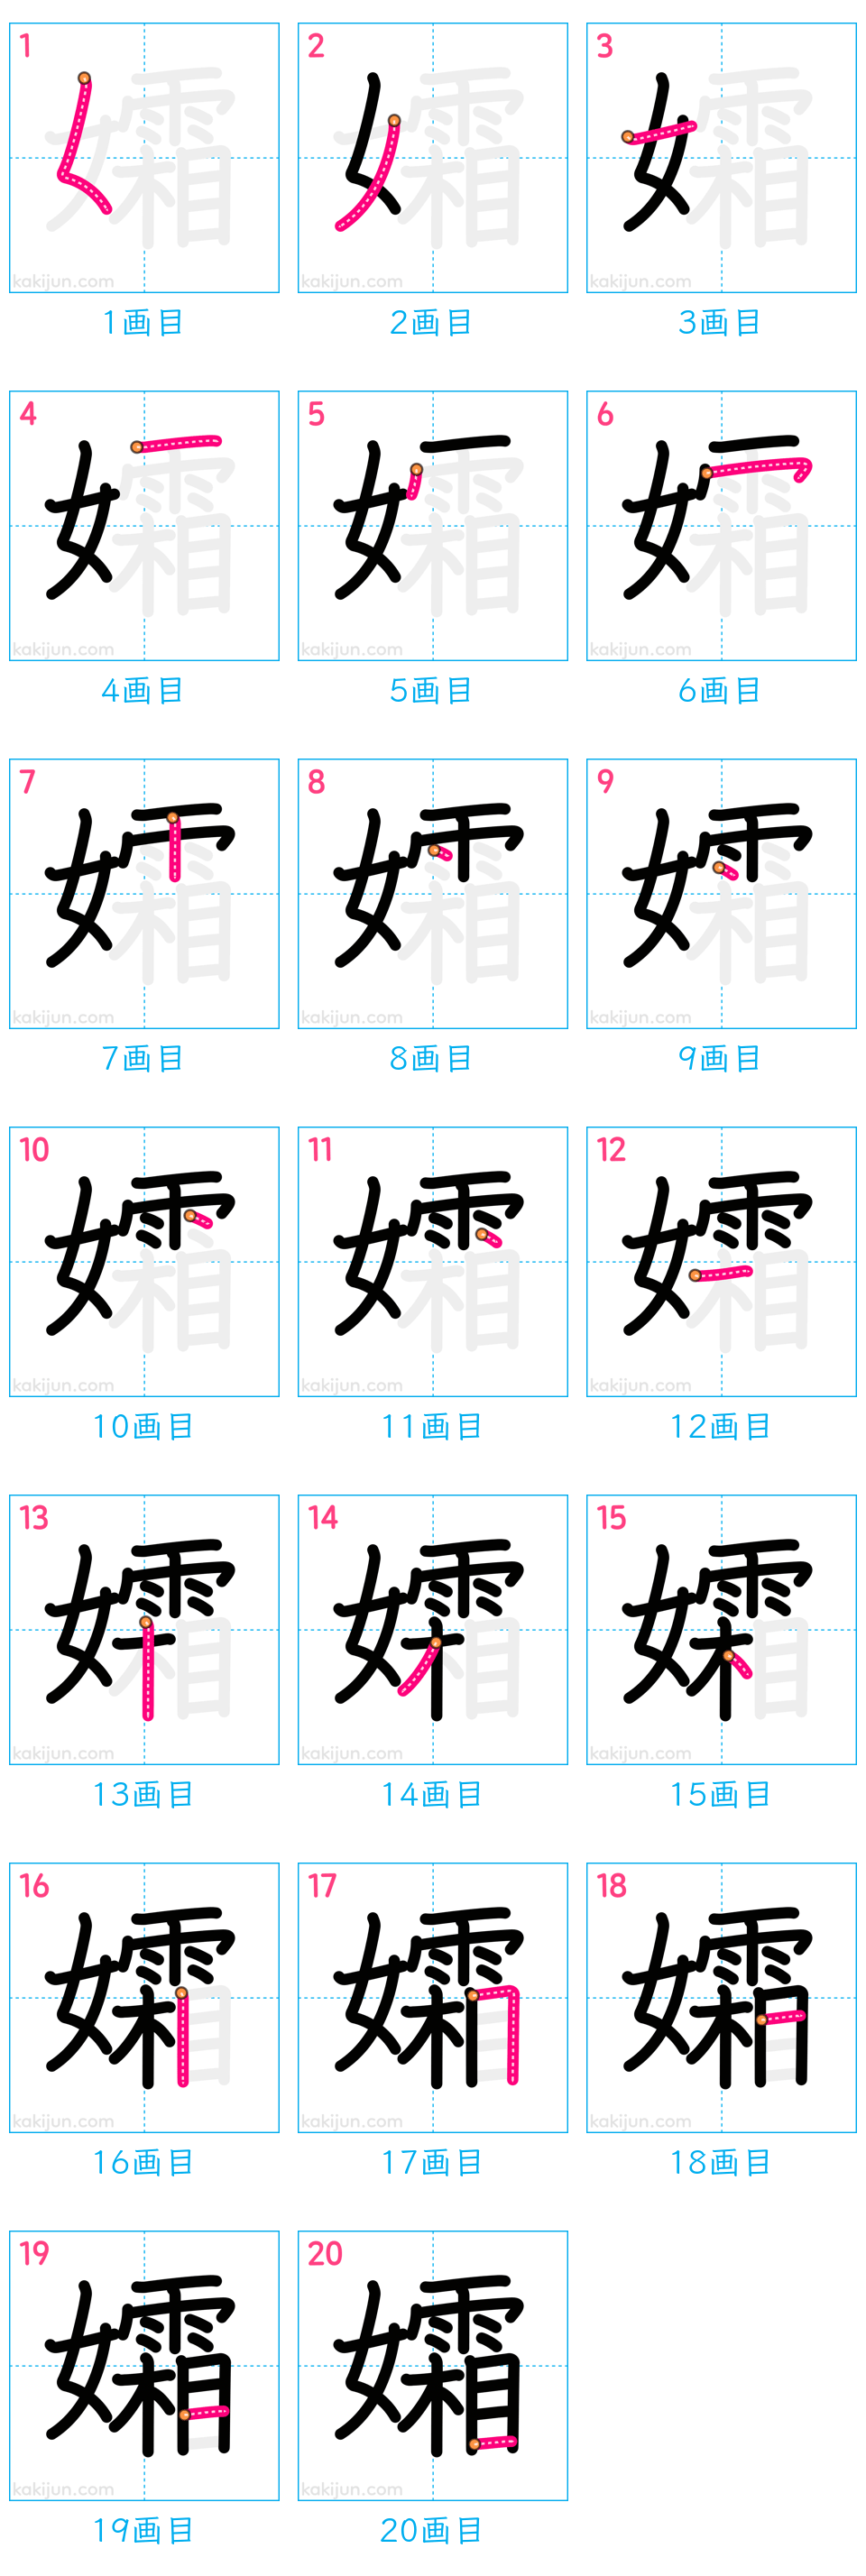 1 2 3
kakijun.com kakijun.com kakijun.com
1画目 2画目 3画目
4 5 6
kakijun.com kakijun.com kakijun.com
4画目 5画目 6画目
7 8 9
kakijun.com kakijun.com kakijun.com
7画目 8画目 9画目
10 11 12
kakijun.com kakijun.com kakijun.com
10画目 11画目 12画目
13 14 15
kakijun.com kakijun.com kakijun.com
13画目 14画目 15画目
16 17 18
kakijun.com kakijun.com kakijun.com
16画目 17画目 18画目
19 20
孀 孀
kakijun.com kakijun.com
19画目 20画目